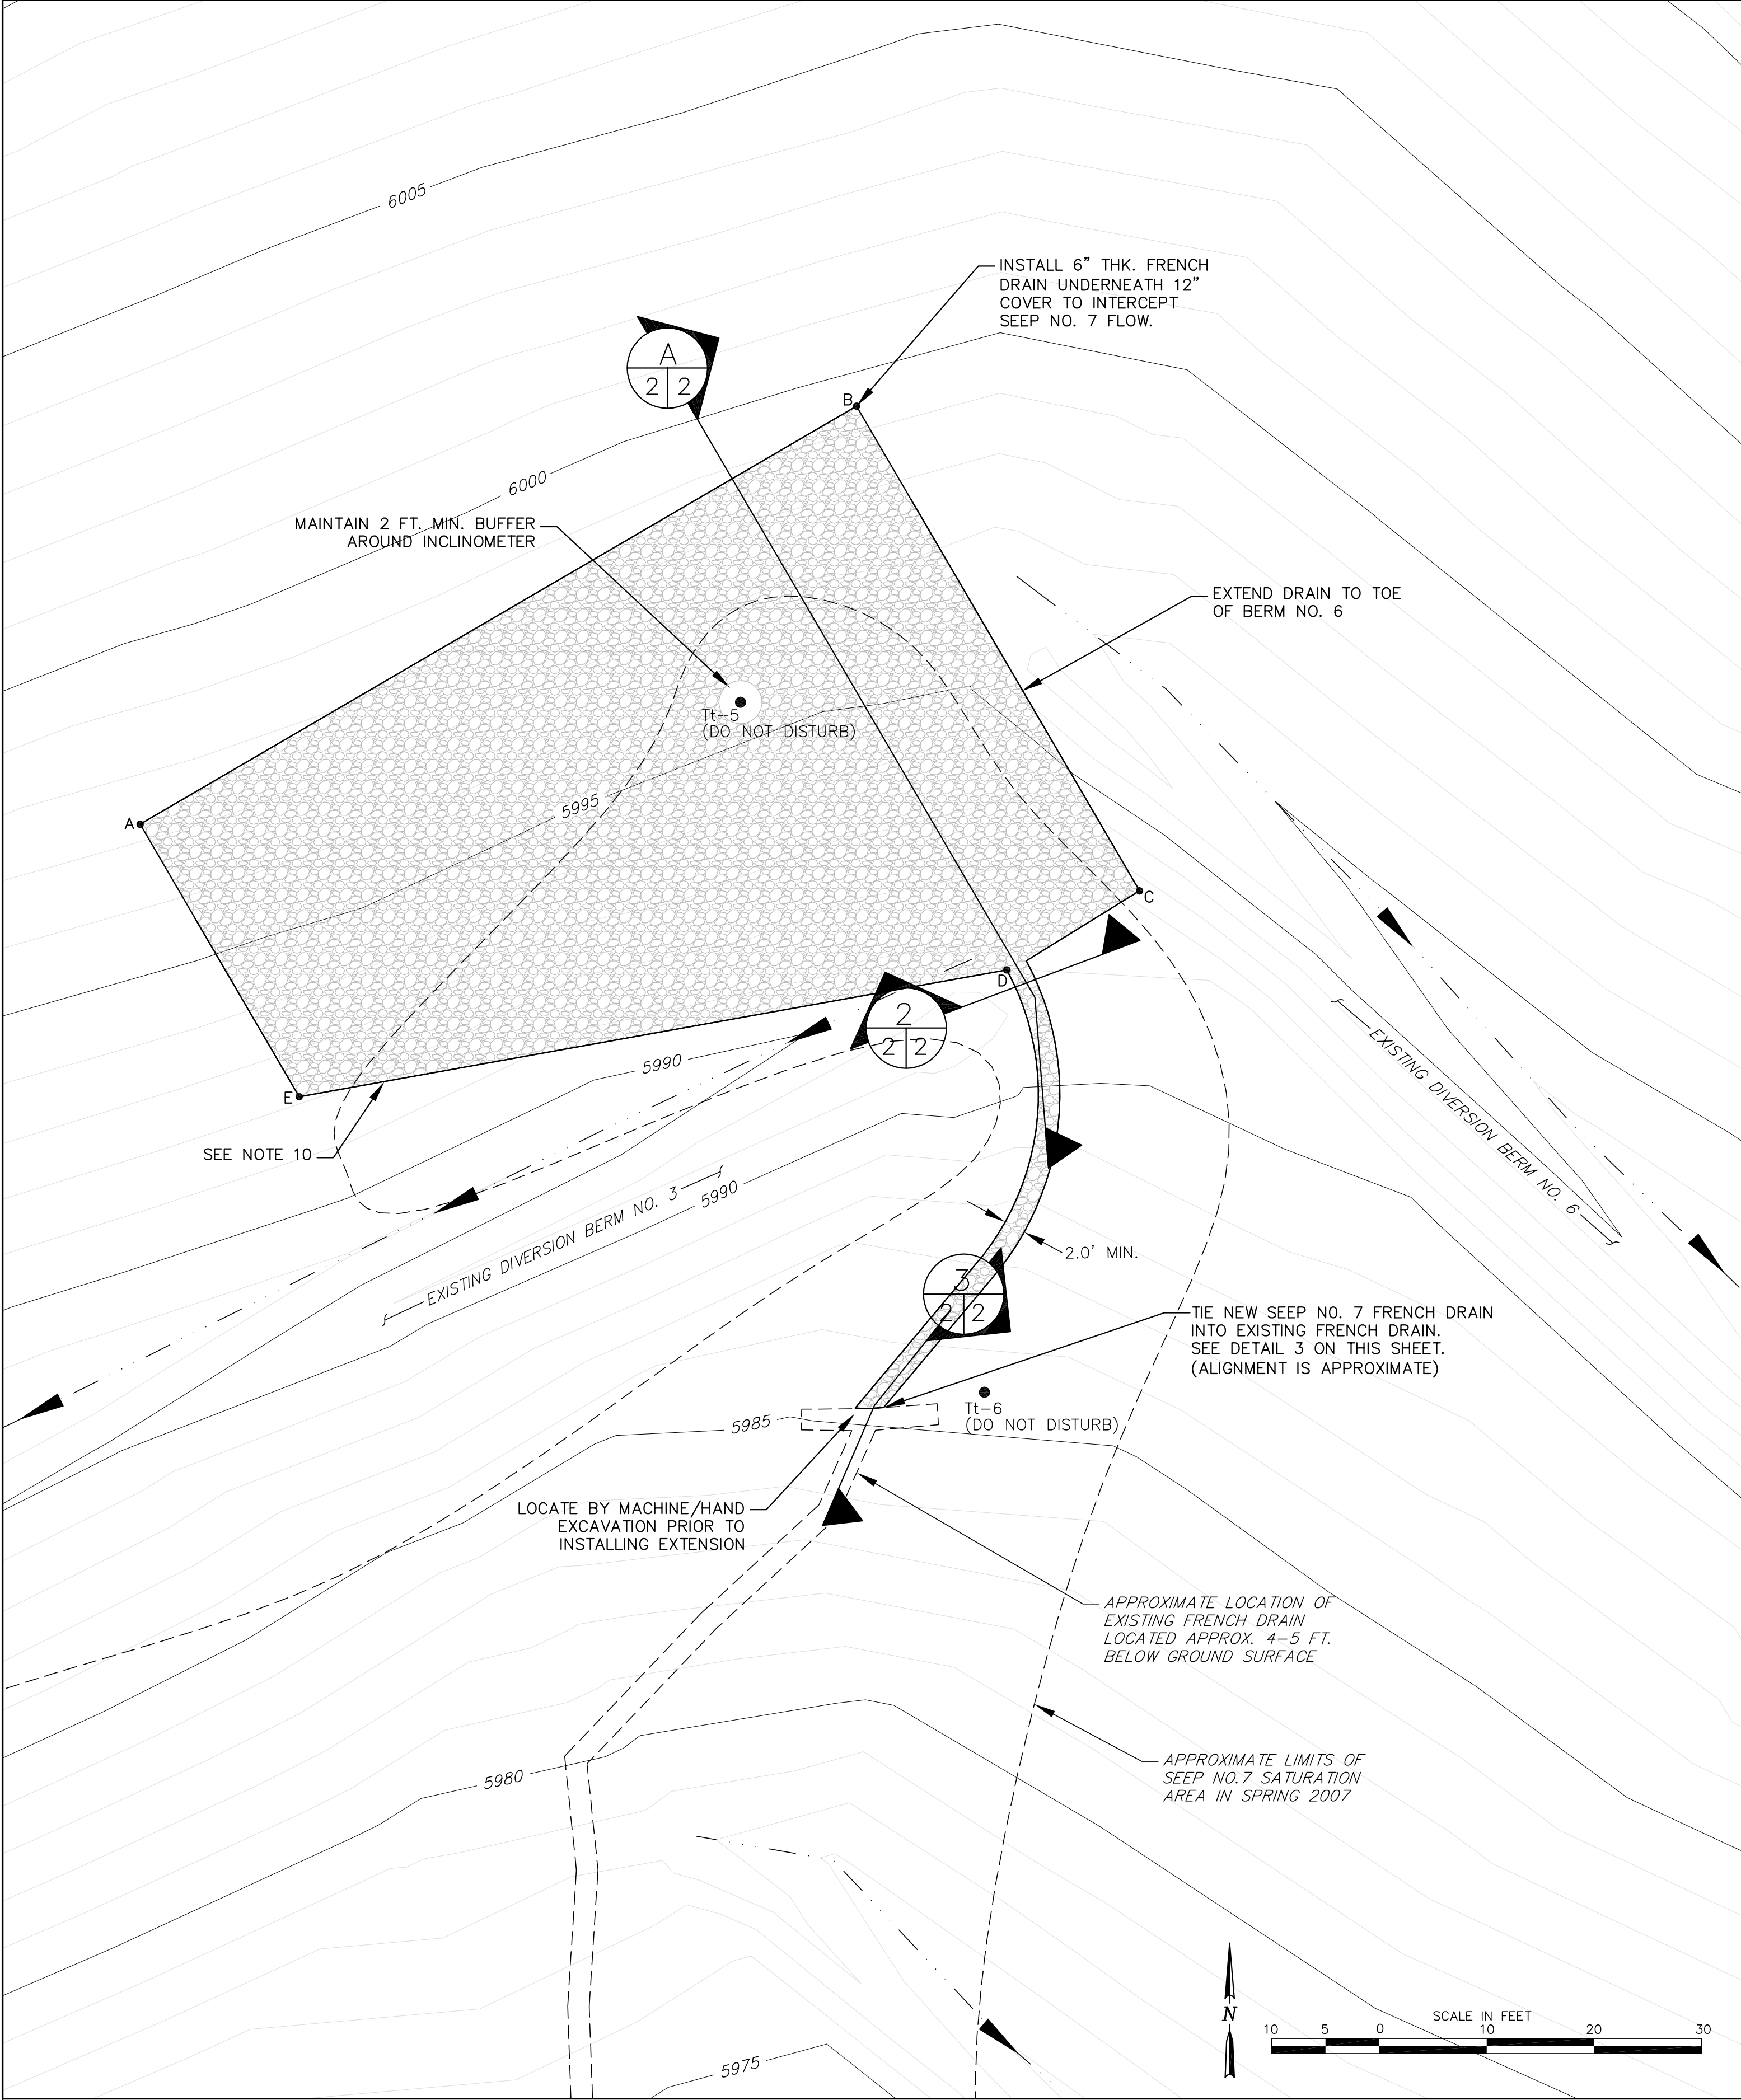 6005
INSTALL 6" THK. FRENCH
DRAIN UNDERNEATH 12"
COVER TO INTERCEPT
SEEP NO. 7 FLOW.
A
2 2
B
6000
MAINTAIN 2 FT. MIN. BUFFER
AROUND INCLINOMETER
EXTEND DRAIN TO TOE
OF BERM NO. 6
Tt-5
(DO NOT DISTURB)
5995
A
C
D
2
2 2
5990
E
SEE NOTE 10
EXISTING DIVERSION BERM NO. 6
EXISTING DIVERSION BERM NO. 3
5990
2.0' MIN.
3
2 2
TIE NEW SEEP NO. 7 FRENCH DRAIN
INTO EXISTING FRENCH DRAIN.
SEE DETAIL 3 ON THIS SHEET.
(ALIGNMENT IS APPROXIMATE)
Tt-6
(DO NOT DISTURB)
5985
LOCATE BY MACHINE/HAND
EXCAVATION PRIOR TO
INSTALLING EXTENSION
APPROXIMATE LOCATION OF
EXISTING FRENCH DRAIN
LOCATED APPROX. 4-5 FT.
BELOW GROUND SURFACE
APPROXIMATE LIMITS OF
SEEP NO.7 SATURATION
AREA IN SPRING 2007
5980
N
SCALE IN FEET
10 5 0 10 20 30
5975